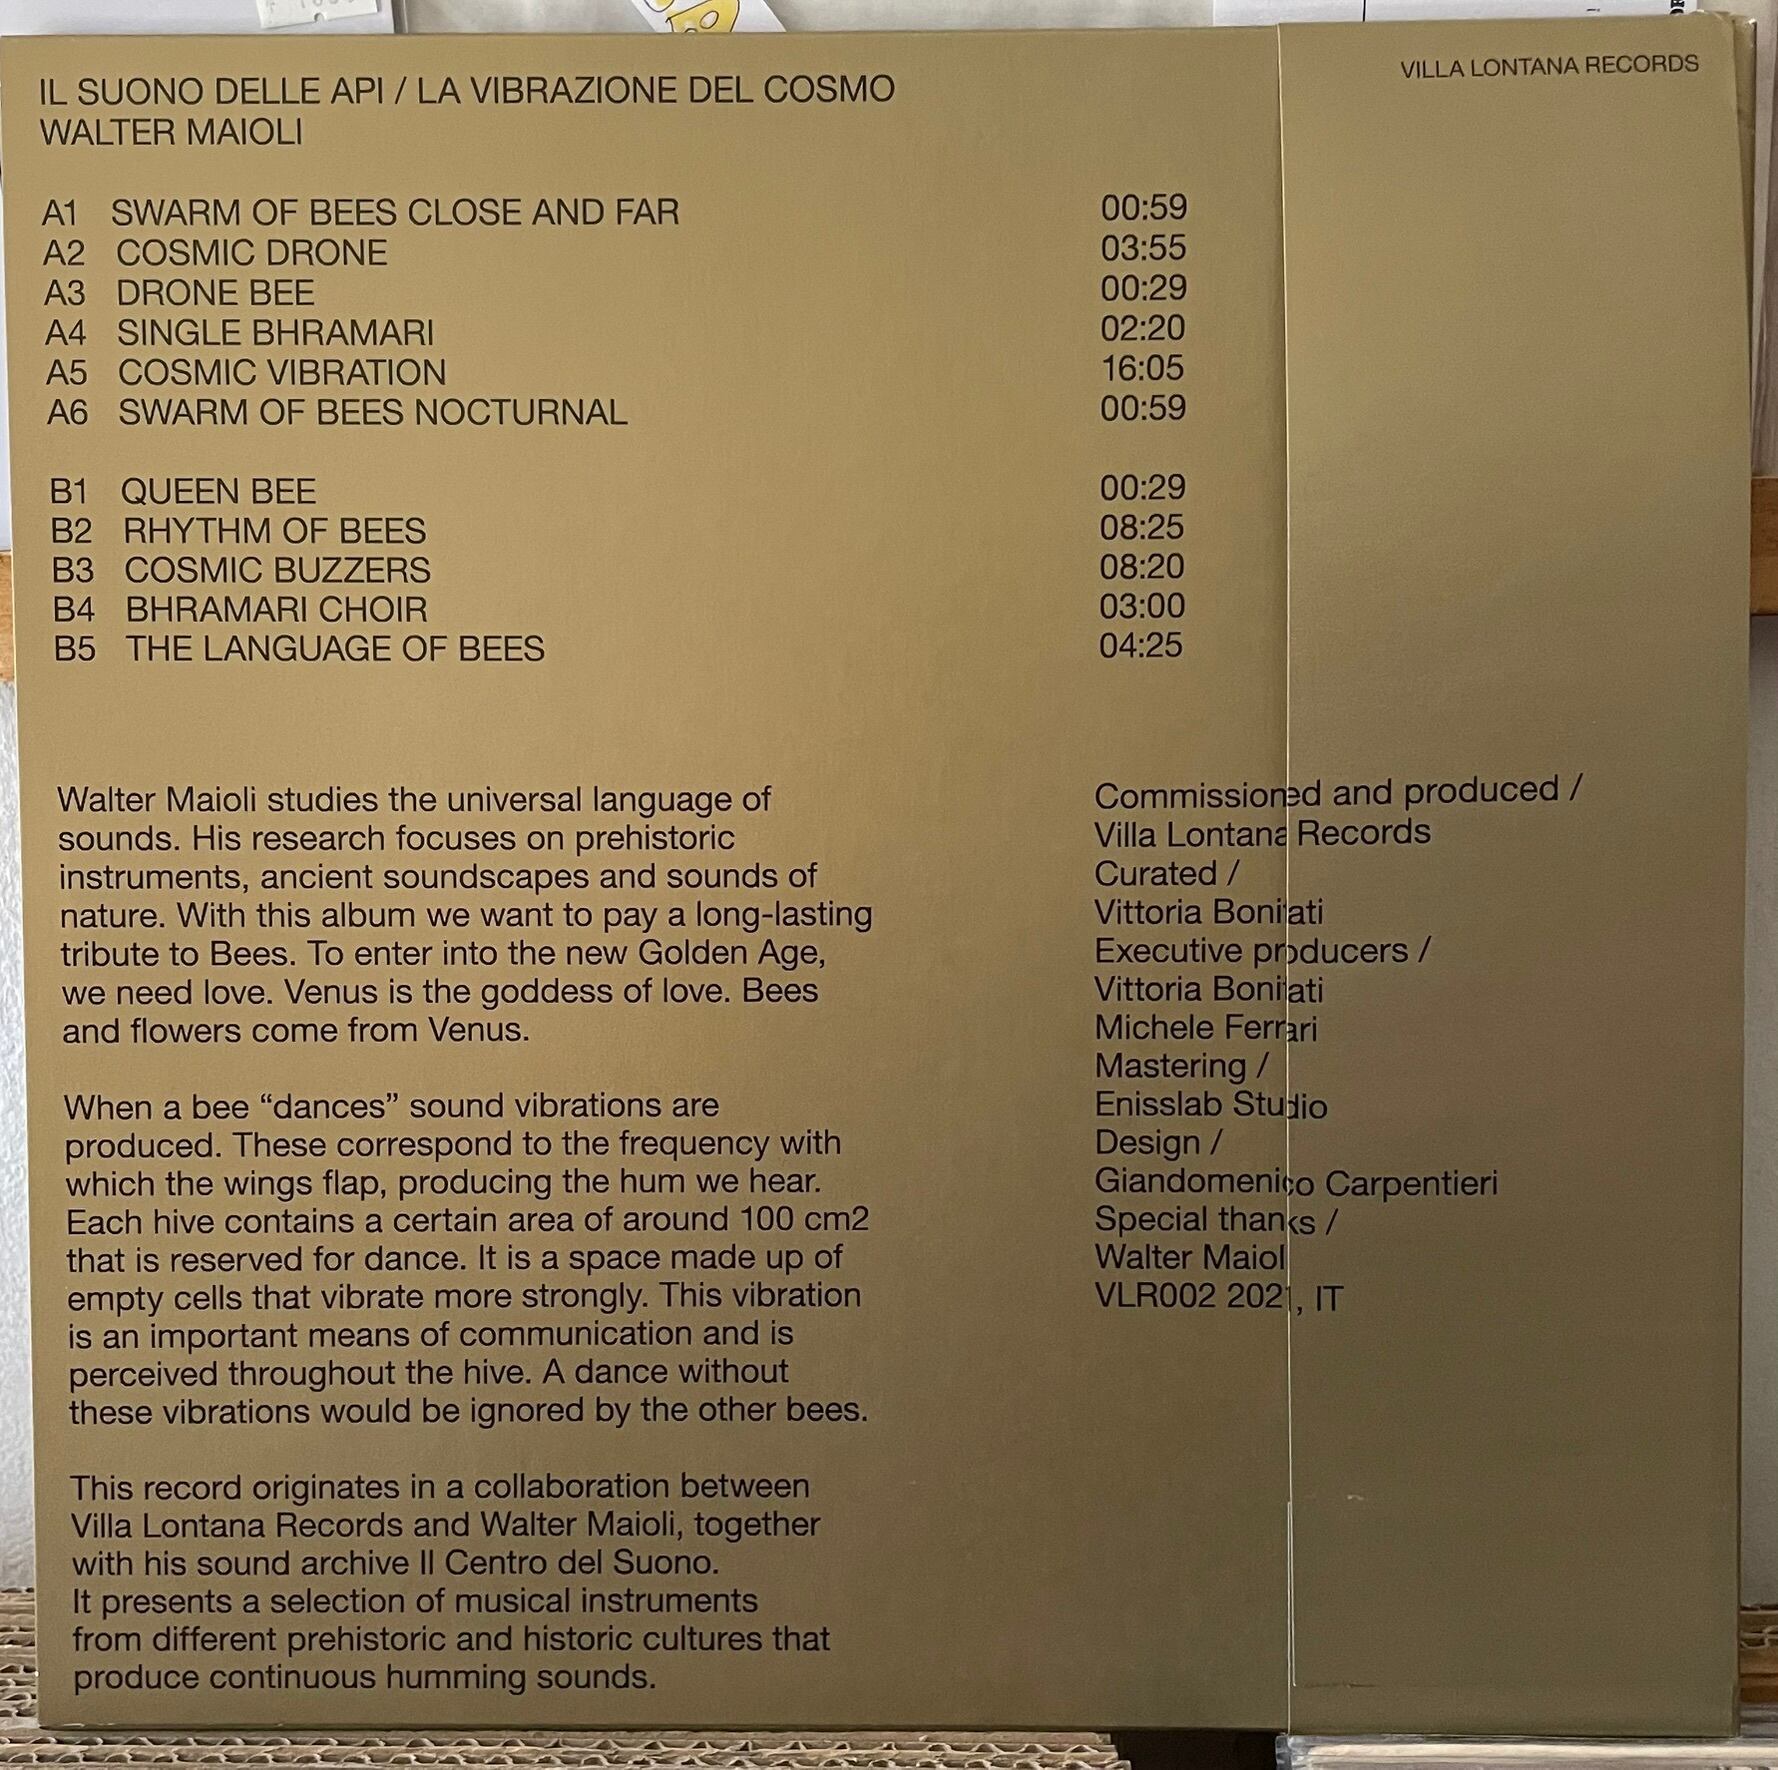 VILLA LONTANA RECORDS
IL SUONO DELLE API / LA VIBRAZIONE DEL COSMO
WALTER MAIOLI
A1 SWARM OF BEES CLOSE AND FAR 00:59
A2 COSMIC DRONE 03:55
A3 DRONE BEE 00:29
A4 SINGLE BHRAMARI 02:20
A5 COSMIC VIBRATION 16:05
A6 SWARM OF BEES NOCTURNAL 00:59
B1 QUEEN BEE 00:29
B2 RHYTHM OF BEES 08:25
B3 COSMIC BUZZERS 08:20
B4 BHRAMARI CHOIR 03:00
B5 THE LANGUAGE OF BEES 04:25
Walter Maioli studies the universal language of
sounds. His research focuses on prehistoric
instruments, ancient soundscapes and sounds of
nature. With this album we want to pay a long-lasting
tribute to Bees. To enter into the new Golden Age,
we need love. Venus is the goddess of love. Bees
and flowers come from Venus.
When a bee “dances” sound vibrations are
produced. These correspond to the frequency with
which the wings flap, producing the hum we hear.
Each hive contains a certain area of around 100 cm2
that is reserved for dance. It is a space made up of
empty cells that vibrate more strongly. This vibration
is an important means of communication and is
perceived throughout the hive. A dance without
these vibrations would be ignored by the other bees.
This record originates in a collaboration between
Villa Lontana Records and Walter Maioli, together
with his sound archive Il Centro del Suono.
It presents a selection of musical instruments
from different prehistoric and historic cultures that
produce continuous humming sounds.
Commissioned and produced /
Villa Lontana Records
Curated /
Vittoria Bonifati
Executive producers /
Vittoria Bonifati
Michele Ferrari
Mastering /
Enisslab Studio
Design /
Giandomenico Carpentieri
Special thanks /
Walter Maioli
VLR002 2021, IT